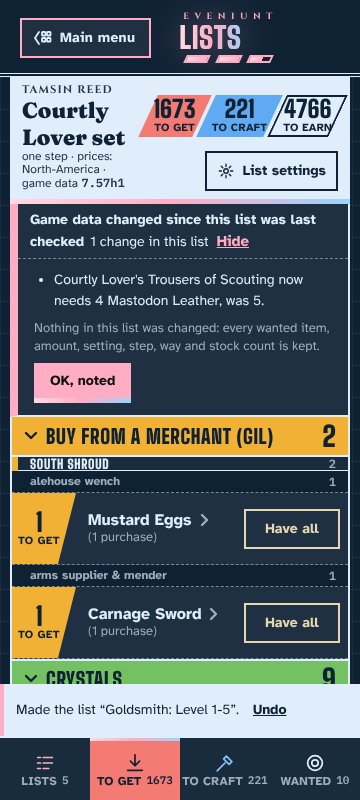 Main menu
EVENIUNT
LISTS
TAMSIN REED
Courtly
Lover set
one step · prices:
North-America ·
game data 7.57h1
1673
TO GET
221
TO CRAFT
4766
TO EARN
List settings
Game data changed since this list was last
checked 1 change in this list Hide
• Courtly Lover's Trousers of Scouting now
needs 4 Mastodon Leather, was 5.
Nothing in this list was changed: every wanted item,
amount, setting, step, way and stock count is kept.
OK, noted
BUY FROM A MERCHANT (GIL) 2
SOUTH SHROUD 2
alehouse wench 1
1
TO GET
Mustard Eggs
(1 purchase)
Have all
arms supplier & mender 1
1
TO GET
Carnage Sword
(1 purchase)
Have all
CRYSTALS 9
Made the list “Goldsmith: Level 1-5”. Undo
LISTS 5
TO GET 1673
TO CRAFT 221
WANTED 10